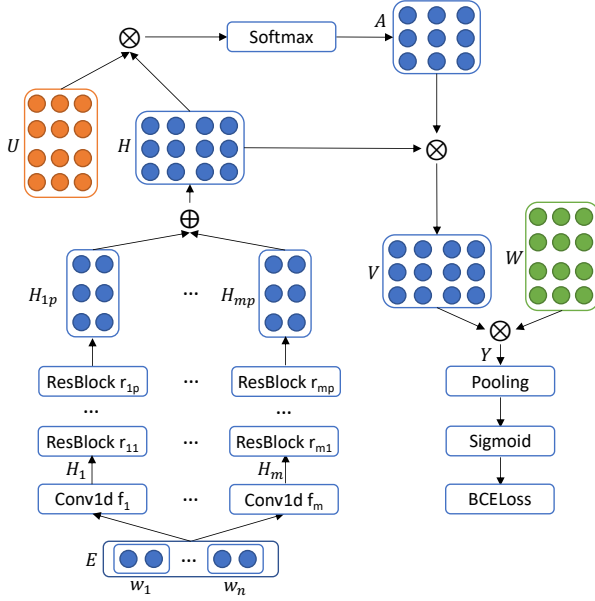 ⊗
Softmax
A
U
H
⊗
⊕
H₁ₚ
...
Hₘₚ
V
W
⊗
Y
ResBlock r₁ₚ
...
ResBlock rₘₚ
Pooling
...
...
ResBlock r₁₁
...
ResBlock rₘ₁
Sigmoid
H₁
Hₘ
Conv1d f₁
...
Conv1d fₘ
BCELoss
E
...
w₁
wₙ